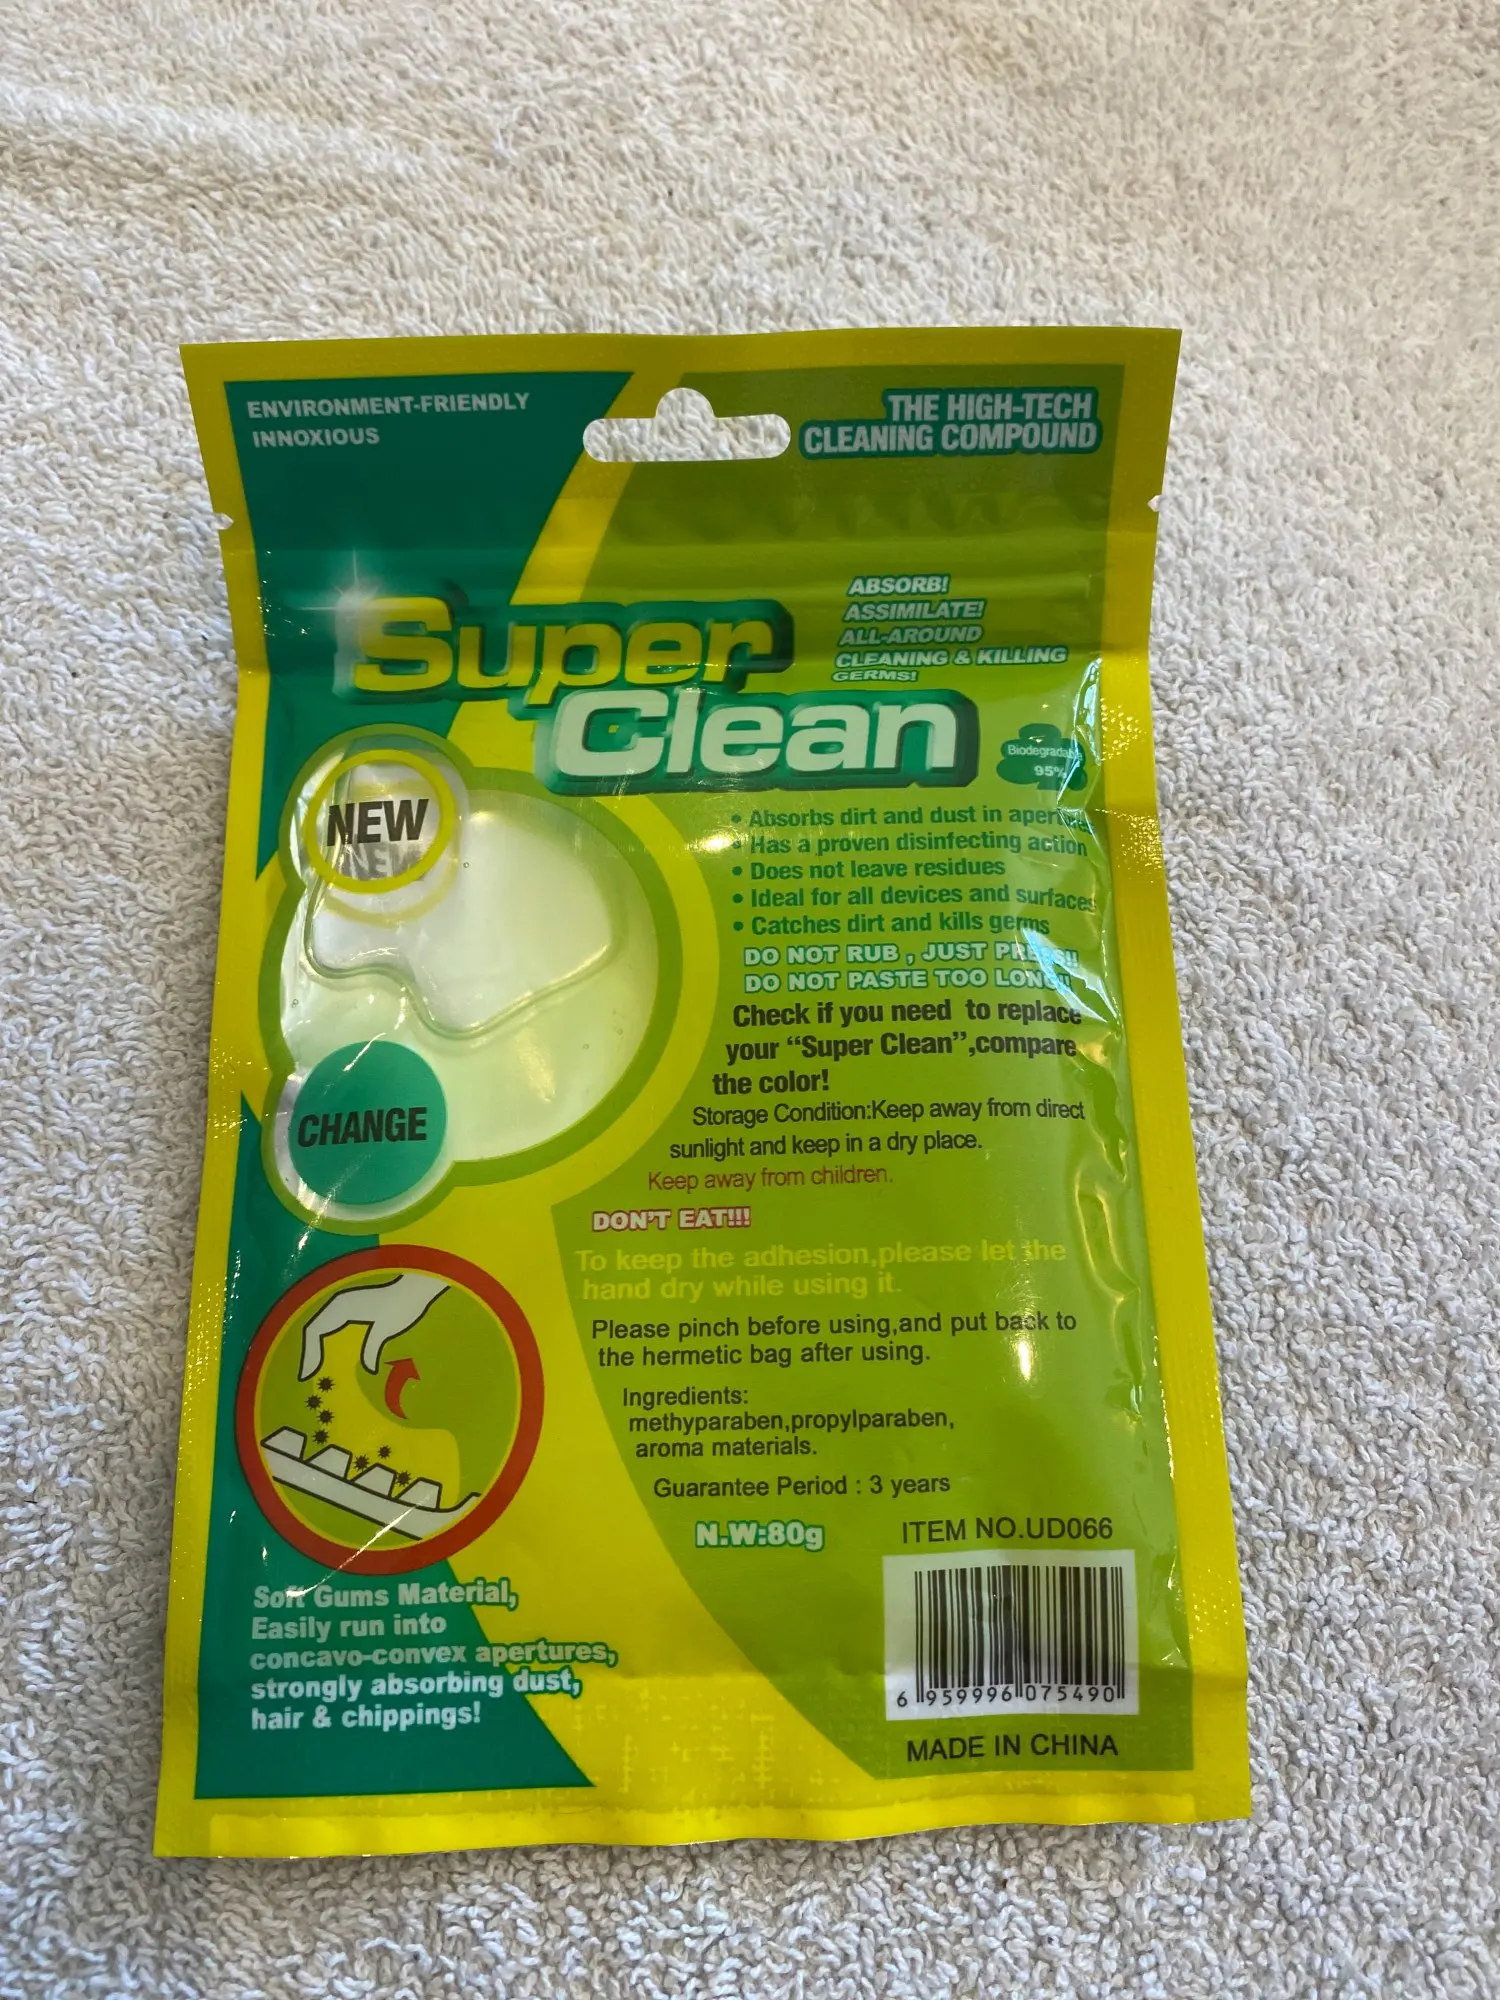 ENVIRONMENT-FRIENDLY
INNOXIOUS
THE HIGH-TECH
CLEANING COMPOUND
Super
Clean
ABSORB!
ASSIMILATE!
ALL-AROUND
CLEANING & KILLING
GERMS!
Biodegradable
95%
NEW
CHANGE
• Absorbs dirt and dust in
• Has a proven disinfecting action
• Does not leave residues
• Ideal for all devices and surfaces
• Catches dirt and kills germs
DO NOT RUB , JUST PRESS!!
DO NOT PASTE TOO LONG!!
Check if you need to replace
your “Super Clean”,compare
the color!
Storage Condition:Keep away from direct
sunlight and keep in a dry place.
Keep away from children.
DON'T EAT!!!
To keep the adhesion,please let the
hand dry while using it.
Please pinch before using,and put back to
the hermetic bag after using.
Ingredients:
methyparaben,propylparaben,
aroma materials.
Guarantee Period : 3 years
N.W:80g
ITEM NO.UD066
6 959996 075490
MADE IN CHINA
Soft Gums Material,
Easily run into
concavo-convex apertures,
strongly absorbing dust,
hair & chippings!